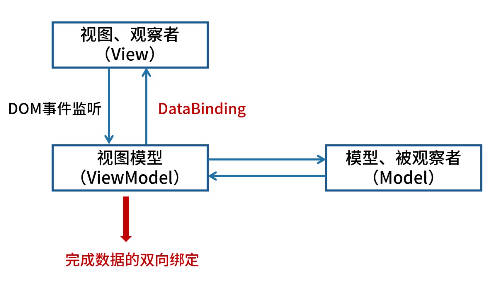 视图、观察者
（View）
DOM事件监听
DataBinding
视图模型
（ViewModel）
模型、被观察者
（Model）
完成数据的双向绑定